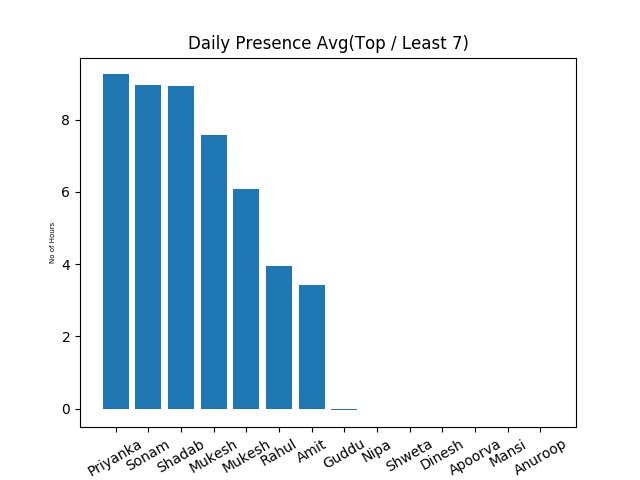 Daily Presence Avg(Top / Least 7)
No of Hours
8
6
4
2
0
Priyanka
Sonam
Shadab
Mukesh
Mukesh
Rahul
Amit
Guddu
Nipa
Shweta
Dinesh
Apoorva
Mansi
Anuroop